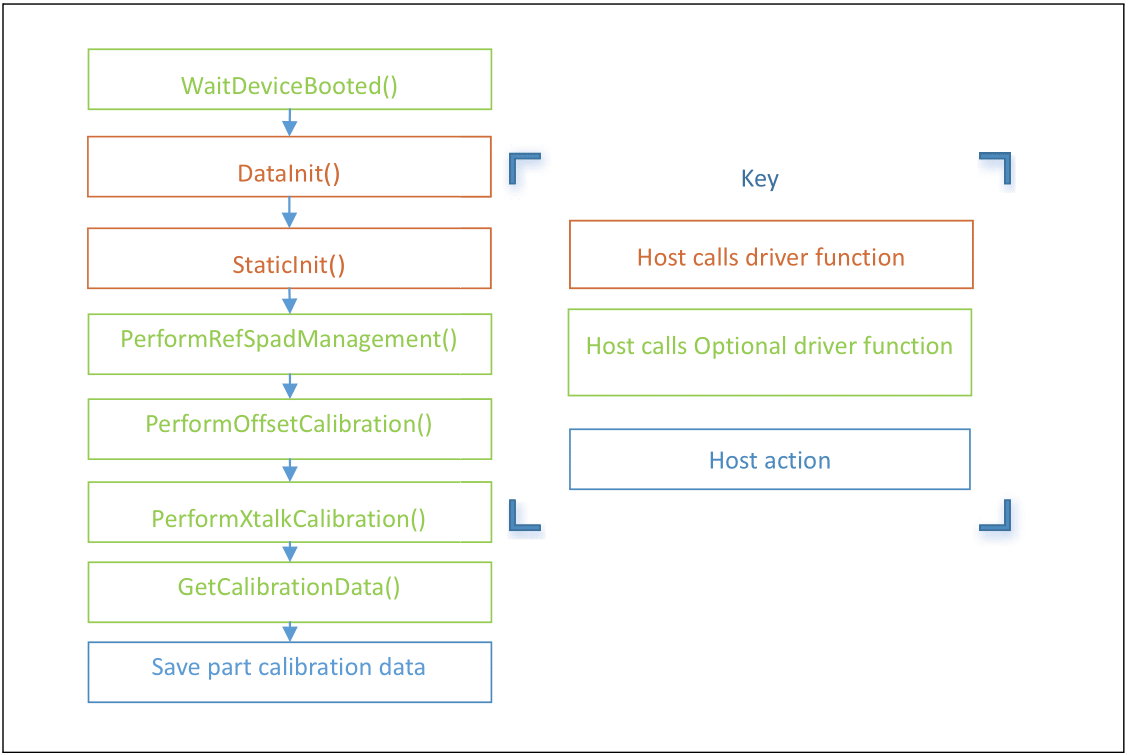 WaitDeviceBooted()
DataInit()
StaticInit()
PerformRefSpadManagement()
PerformOffsetCalibration()
PerformXtalkCalibration()
GetCalibrationData()
Save part calibration data
Key
Host calls driver function
Host calls Optional driver function
Host action